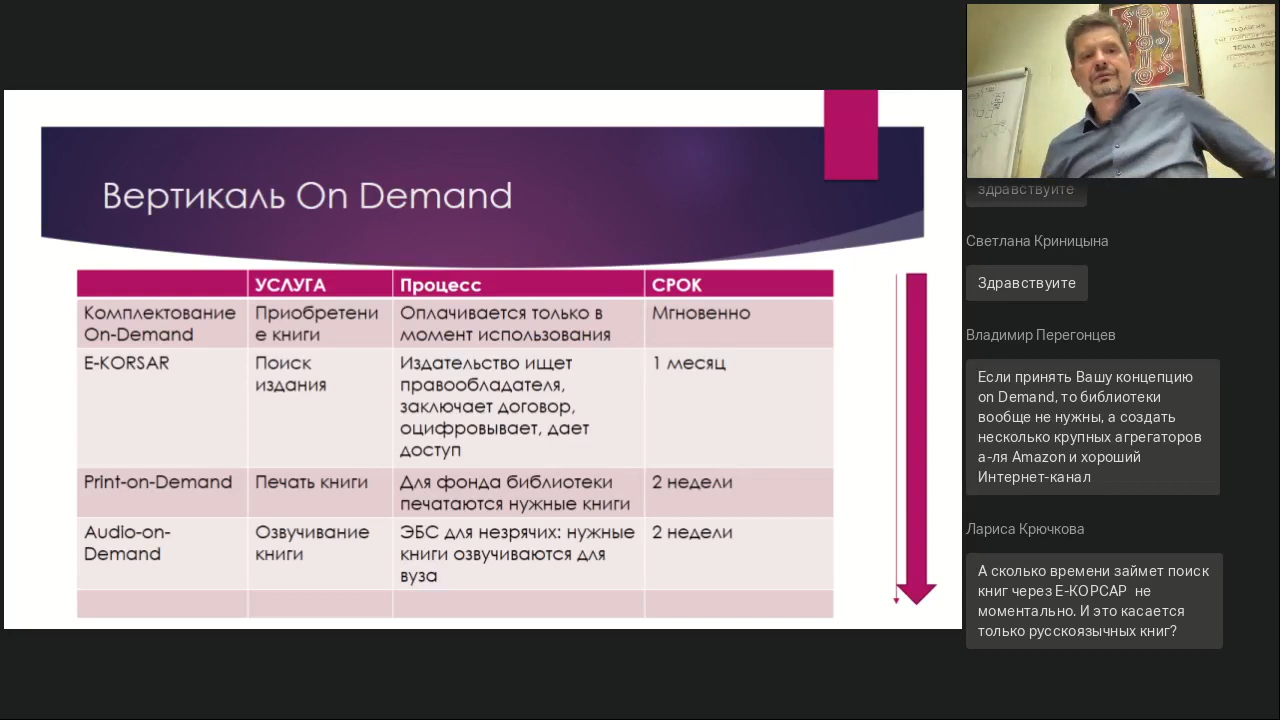 Вертикаль On Demand
УСЛУГА Процесс СРОК
Комплектование Приобретени Оплачивается только в Мгновенно
On-Demand е книги момент использования
E-KORSAR Поиск Издательство ищет 1 месяц
издания правообладателя,
заключает договор,
оцифровывает, дает
доступ
Print-on-Demand Печать книги Для фонда библиотеки 2 недели
печатаются нужные книги
Audio-on- Озвучивание ЭБС для незрячих: нужные 2 недели
Demand книги книги озвучиваются для
вуза
здравствуите
Светлана Криницына
Здравствуите
Владимир Перегонцев
Если принять Вашу концепцию
on Demand, то библиотеки
вообще не нужны, а создать
несколько крупных агрегаторов
а-ля Amazon и хороший
Интернет-канал
Лариса Крючкова
А сколько времени займет поиск
книг через Е-КОРСАР не
моментально. И это касается
только русскоязычных книг?